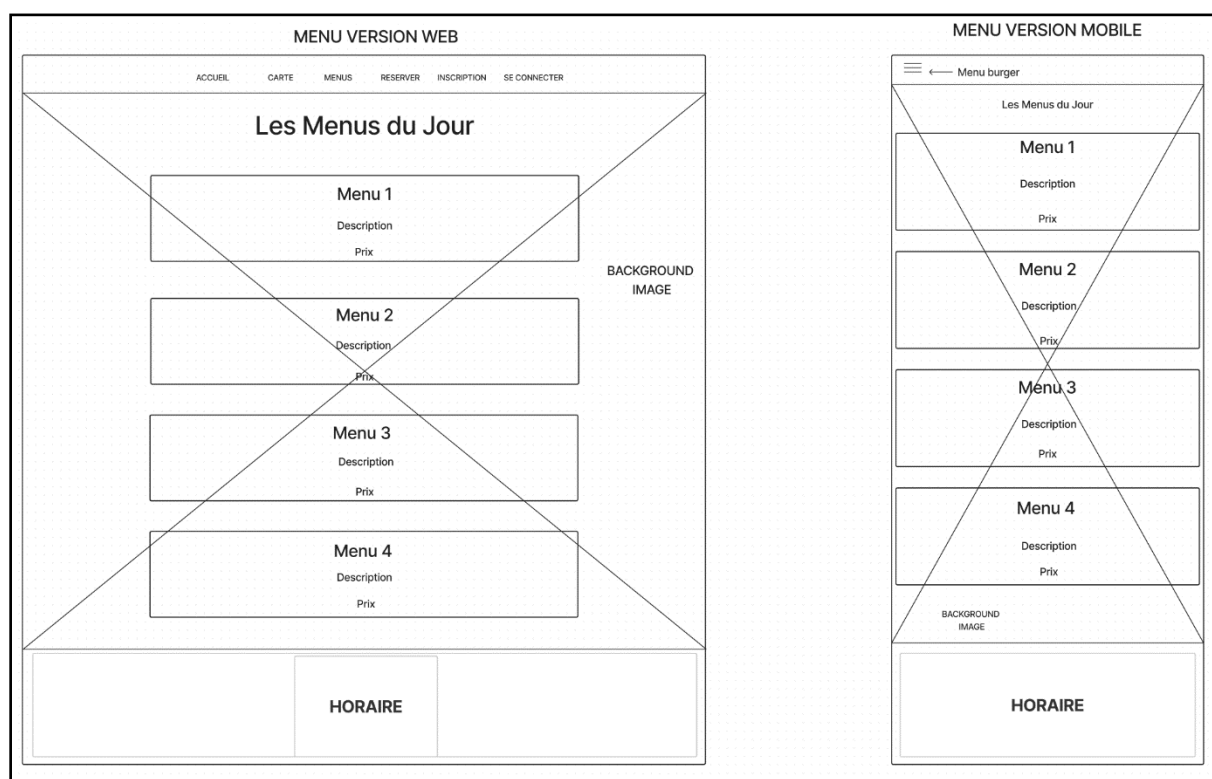 MENU VERSION WEB
ACCUEIL CARTE MENUS RESERVER INSCRIPTION SE CONNECTER
Les Menus du Jour
Menu 1
Description
Prix
BACKGROUND
IMAGE
Menu 2
Description
Prix
Menu 3
Description
Prix
Menu 4
Description
Prix
HORAIRE
MENU VERSION MOBILE
Menu burger
Les Menus du Jour
Menu 1
Description
Prix
Menu 2
Description
Prix
Menu 3
Description
Prix
Menu 4
Description
Prix
BACKGROUND
IMAGE
HORAIRE